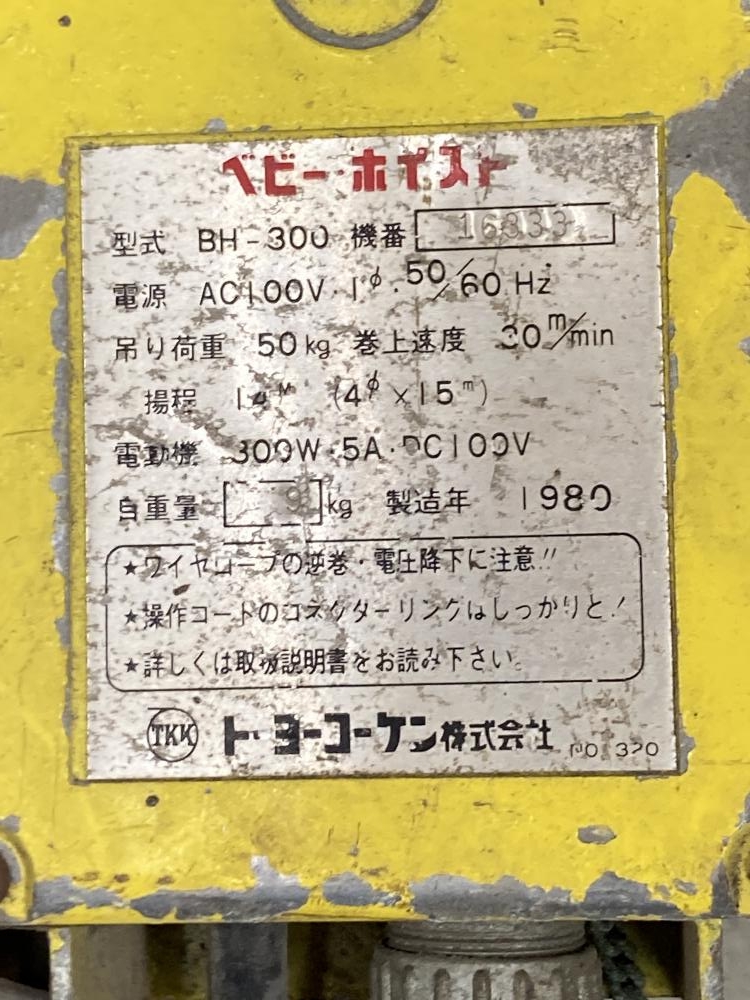 ベビーホイスト
型式 BH-300 機番 16333
電源 AC100V・1φ・50/60 Hz
吊り荷重 50kg 巻上速度 30m/min
揚程 14M (4φ×15m)
電動機 300W・5A・DC100V
自重量 kg 製造年 1980
★ワイヤロープの逆巻・電圧降下に注意!!
★操作コードのコネクターリングはしっかりと!
★詳しくは取扱説明書をお読み下さい。
TKK トーヨーコーケン株式会社 NO 320